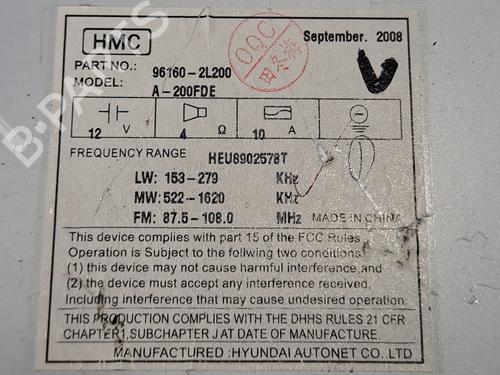 HMC
September. 2008
PART NO.: 96160-2L200
MODEL: A-200FDE
OQC
12 V 4 Ω 10 A
FREQUENCY RANGE HEU8902578T
LW: 153-279 KHz
MW: 522-1620 KHz
FM: 87.5-108.0 MHz MADE IN CHINA
This device complies with part 15 of the FCC Rules
Operation is Subject to the follwing two conditions:
(1) this device may not cause harmful interference,and
(2) the device must accept any interference received,
Including interference that may cause undesired operation.
THIS PRODUCTION COMPLIES WITH THE DHHS RULES 21 CFR
CHAPTER1,SUBCHAPTER J AT DATE OF MANUFACTURE.
MANUFACTURED :HYUNDAI AUTONET CO.,LTD
B-PARTS